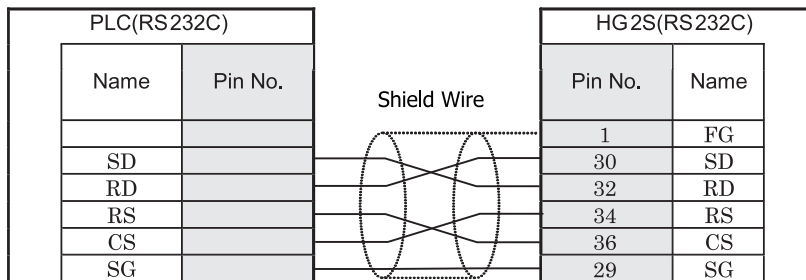 PLC(RS232C) HG2S(RS232C)
Name Pin No. Pin No. Name
Shield Wire
1 FG
SD 30 SD
RD 32 RD
RS 34 RS
CS 36 CS
SG 29 SG